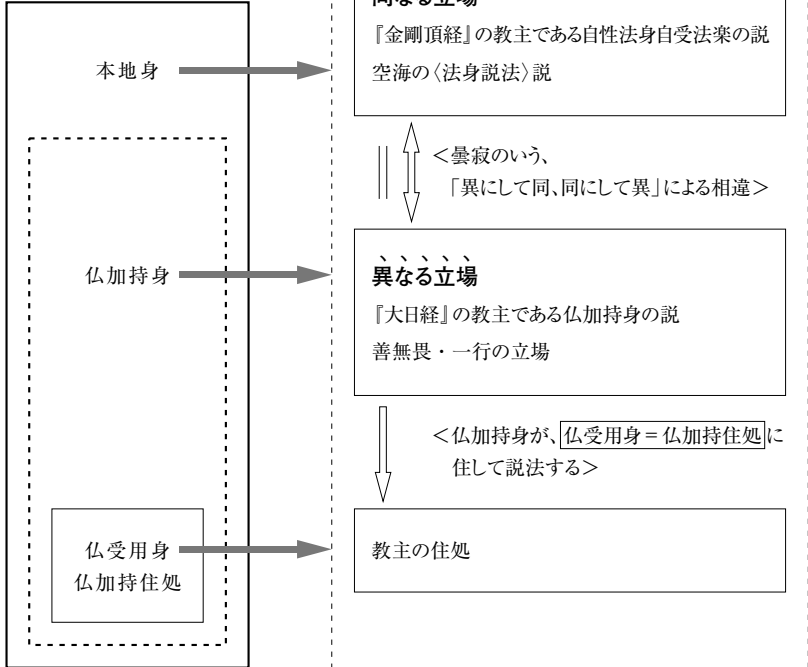 同なる立場
『金剛頂経』の教主である自性法身自受法楽の説
空海の〈法身説法〉説
本地身
＜曇寂のいう、
「異にして同、同にして異」による相違＞
仏加持身
異なる立場
『大日経』の教主である仏加持身の説
善無畏・一行の立場
＜仏加持身が、仏受用身＝仏加持住処に
住して説法する＞
仏受用身
仏加持住処
教主の住処